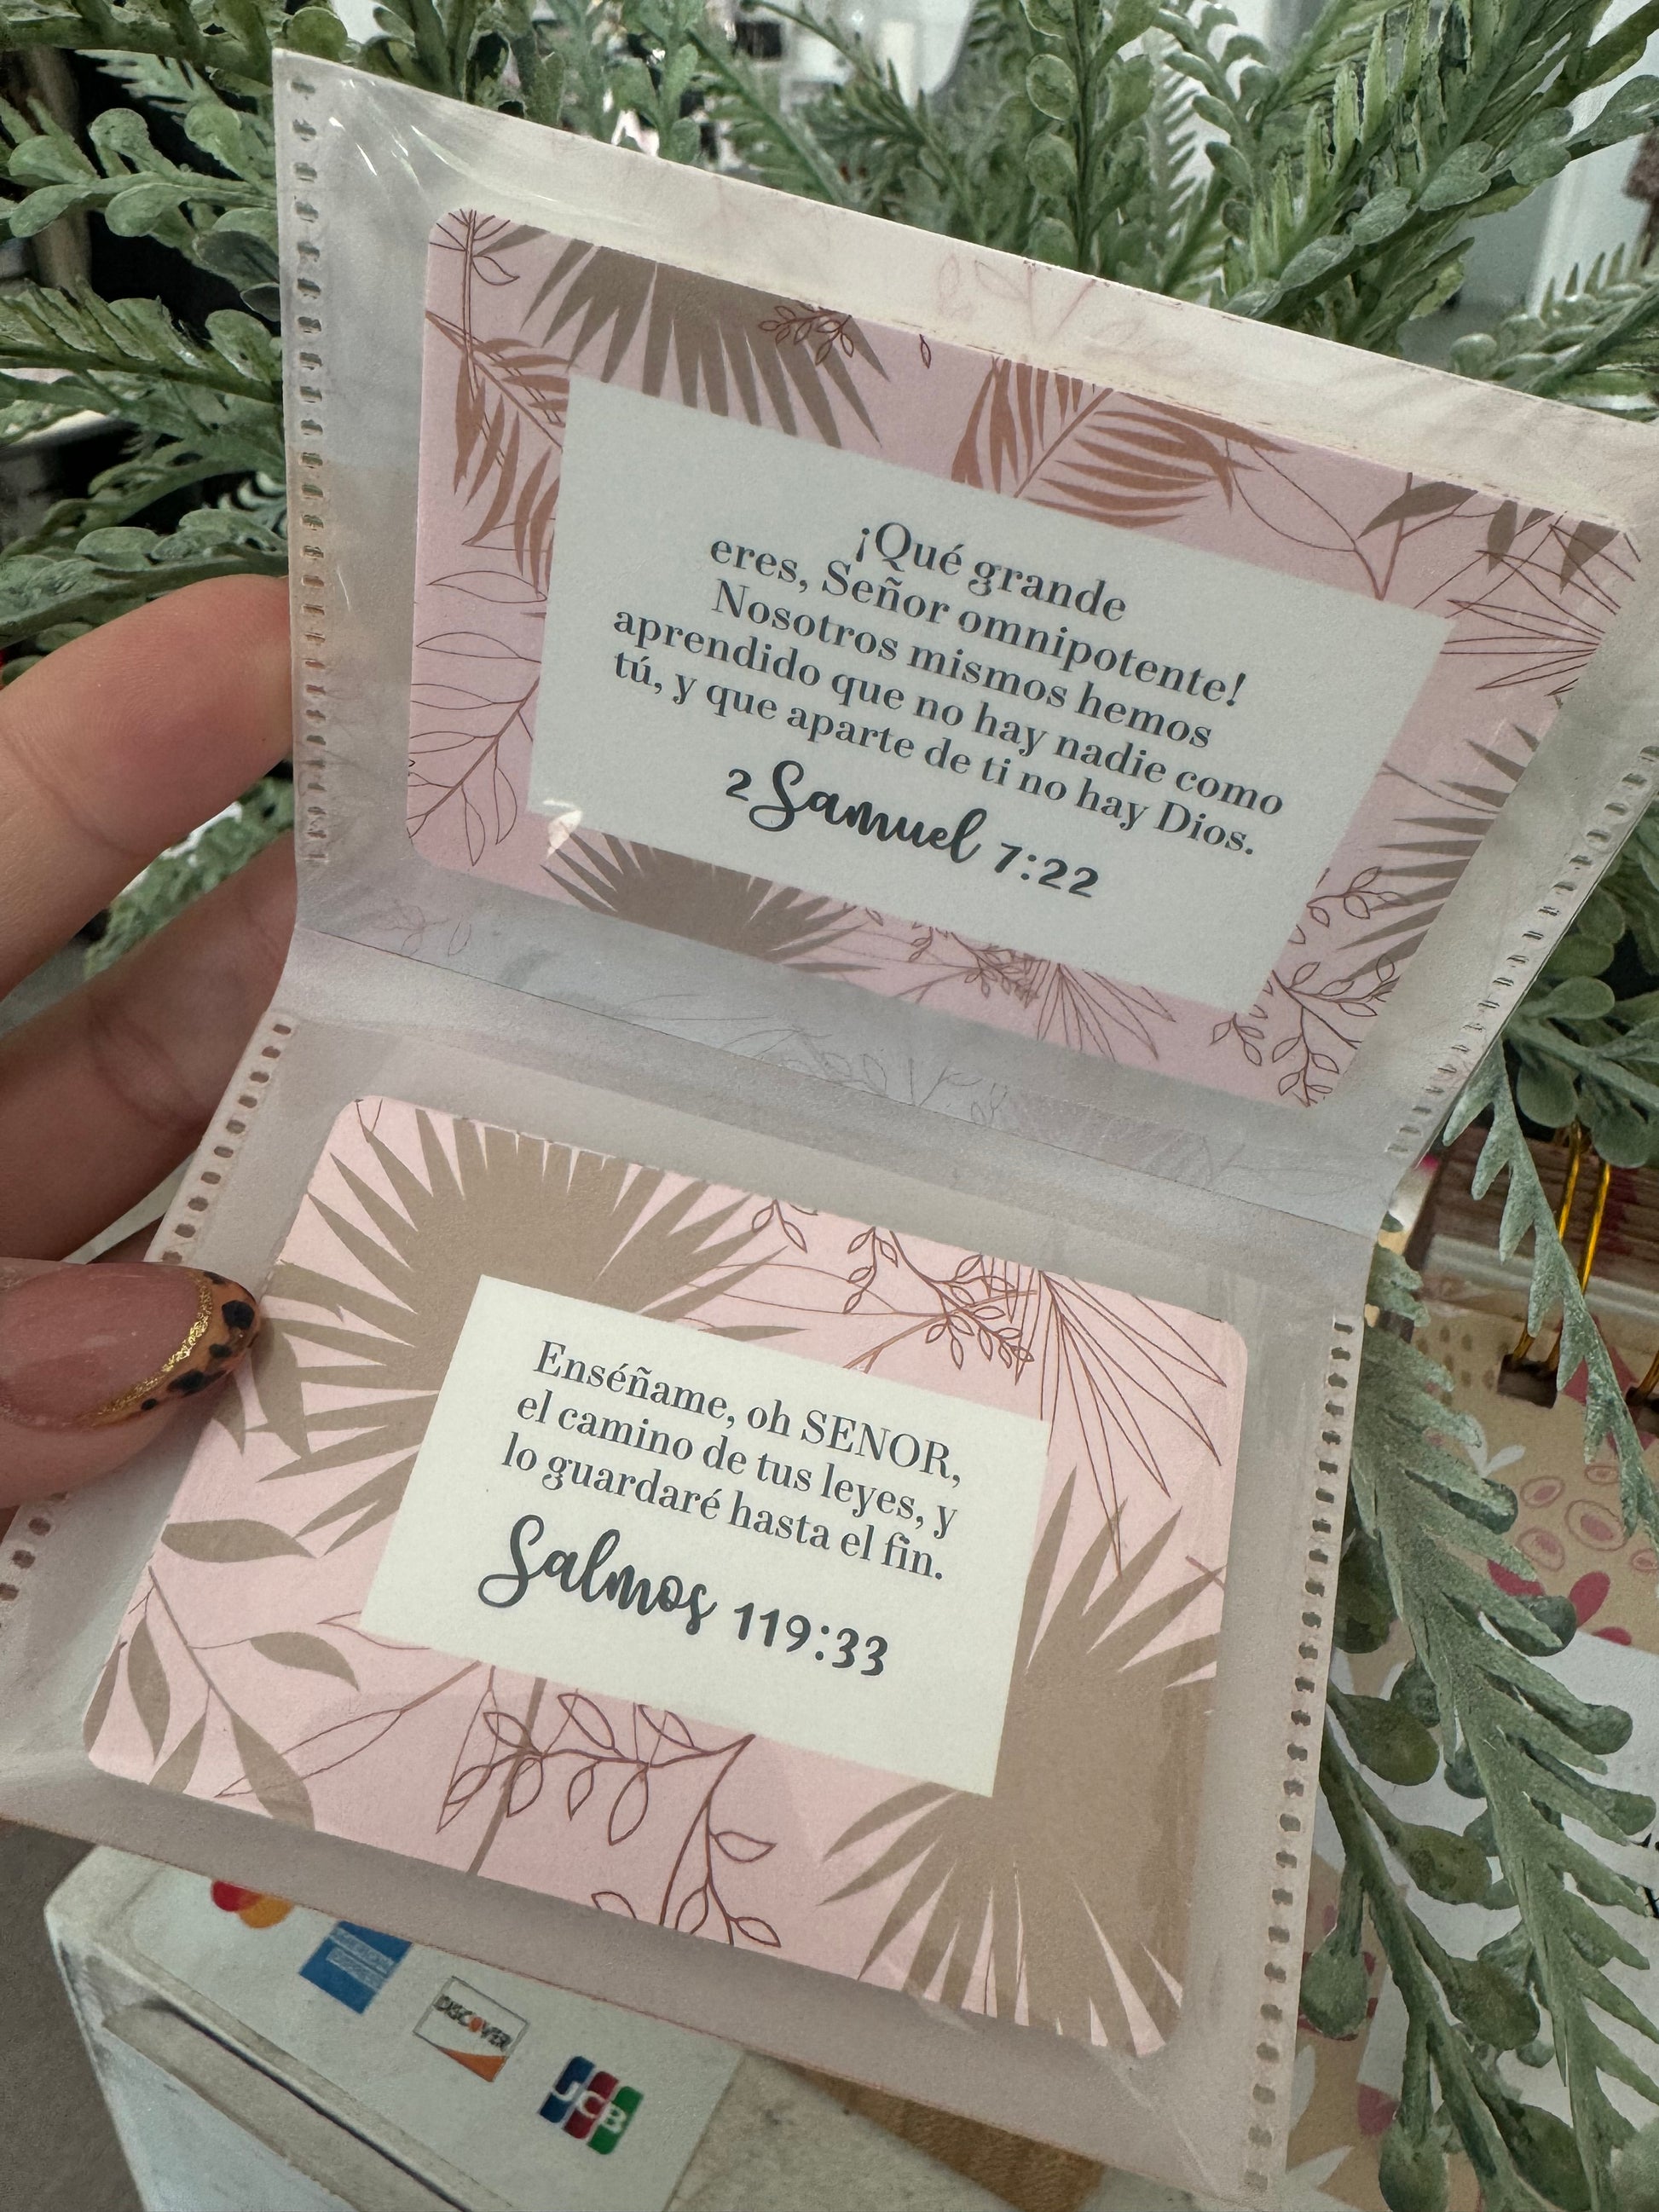 ¡Qué grande
eres, Señor omnipotente!
Nosotros mismos hemos
aprendido que no hay nadie como
tú, y que aparte de ti no hay Dios.
2 Samuel 7:22
Enséñame, oh SENOR,
el camino de tus leyes, y
lo guardaré hasta el fin.
Salmos 119:33
DISCOVER
JCB